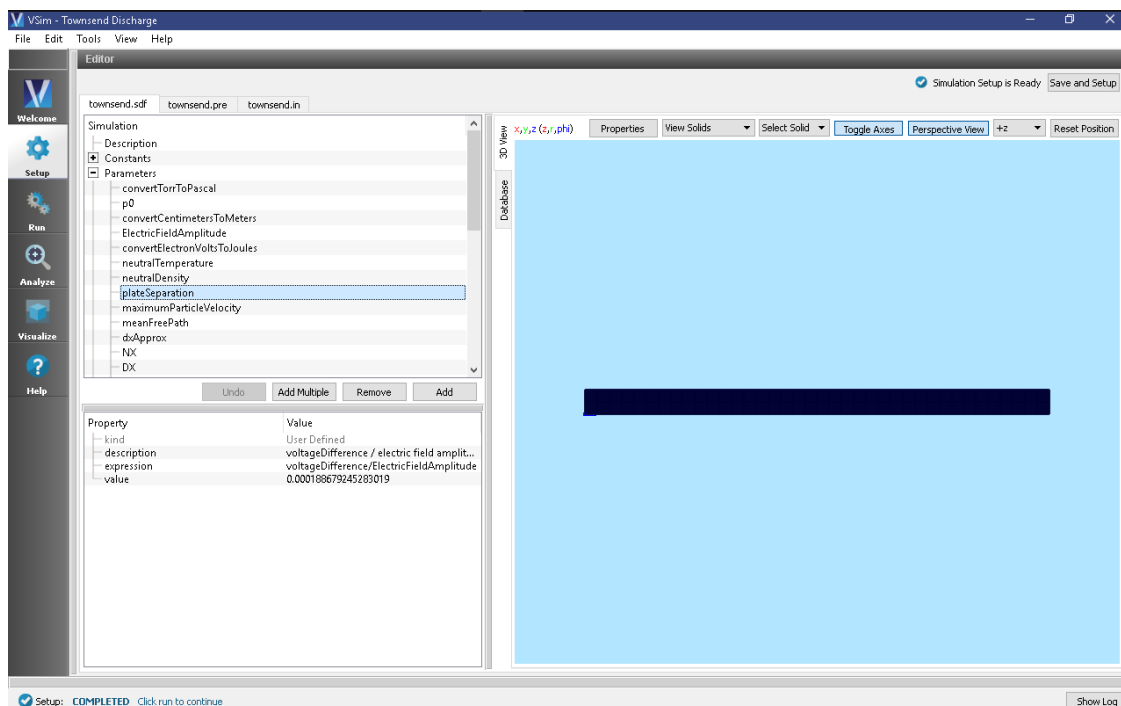 VSim - Townsend Discharge
File Edit Tools View Help
Editor
Simulation Setup is Ready Save and Setup
Welcome
Setup
Run
Analyze
Visualize
Help
townsend.sdf townsend.pre townsend.in
Simulation
Description
Constants
Parameters
convertTorrToPascal
p0
convertCentimetersToMeters
ElectricFieldAmplitude
convertElectronVoltsToJoules
neutralTemperature
neutralDensity
plateSeparation
maximumParticleVelocity
meanFreePath
dxApprox
NX
DX
Undo Add Multiple Remove Add
Property Value
kind User Defined
description voltageDifference / electric field amplit...
expression voltageDifference/ElectricFieldAmplitude
value 0.000188679245283019
3D View
Database
x,y,z (z,r,phi) Properties View Solids Select Solid Toggle Axes Perspective View +z Reset Position
Setup: COMPLETED Click run to continue Show Log